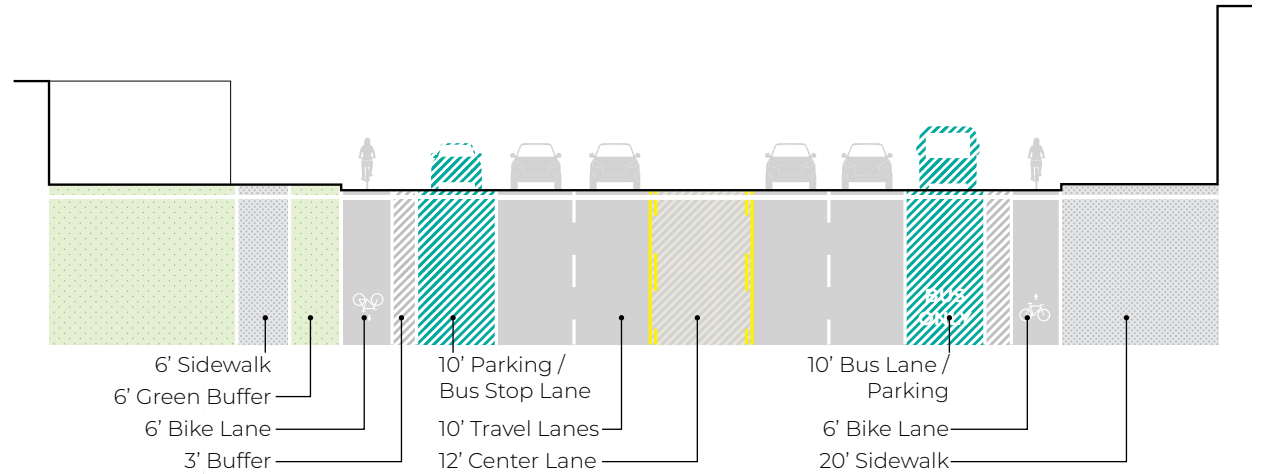 BUS
ONLY
6’ Sidewalk
6’ Green Buffer
6’ Bike Lane
3’ Buffer
10’ Parking /
Bus Stop Lane
10’ Travel Lanes
12’ Center Lane
10’ Bus Lane /
Parking
6’ Bike Lane
20’ Sidewalk